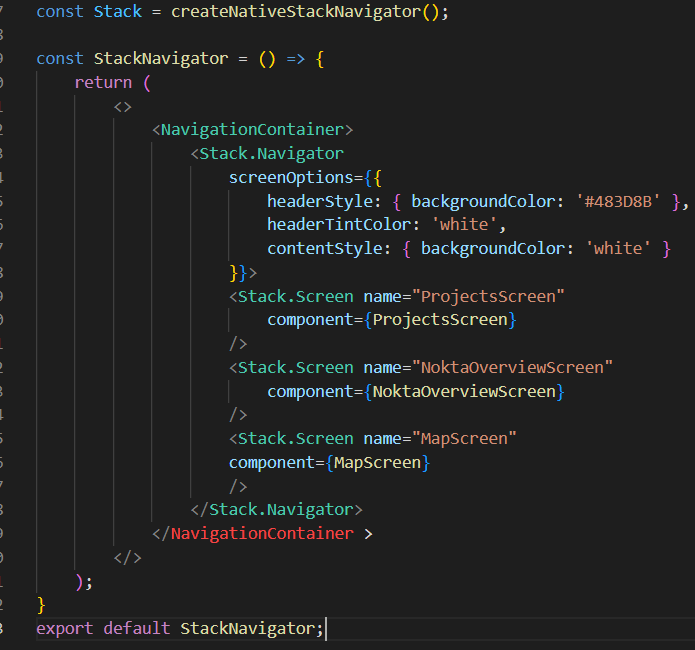 const Stack = createNativeStackNavigator();
const StackNavigator = () => {
return (
<>
<NavigationContainer>
<Stack.Navigator
screenOptions={{
headerStyle: { backgroundColor: '#483D8B' },
headerTintColor: 'white',
contentStyle: { backgroundColor: 'white' }
}}>
<Stack.Screen name="ProjectsScreen"
component={ProjectsScreen}
/>
<Stack.Screen name="NoktaOverviewScreen"
component={NoktaOverviewScreen}
/>
<Stack.Screen name="MapScreen"
component={MapScreen}
/>
</Stack.Navigator>
</NavigationContainer >
</>
);
}
export default StackNavigator;